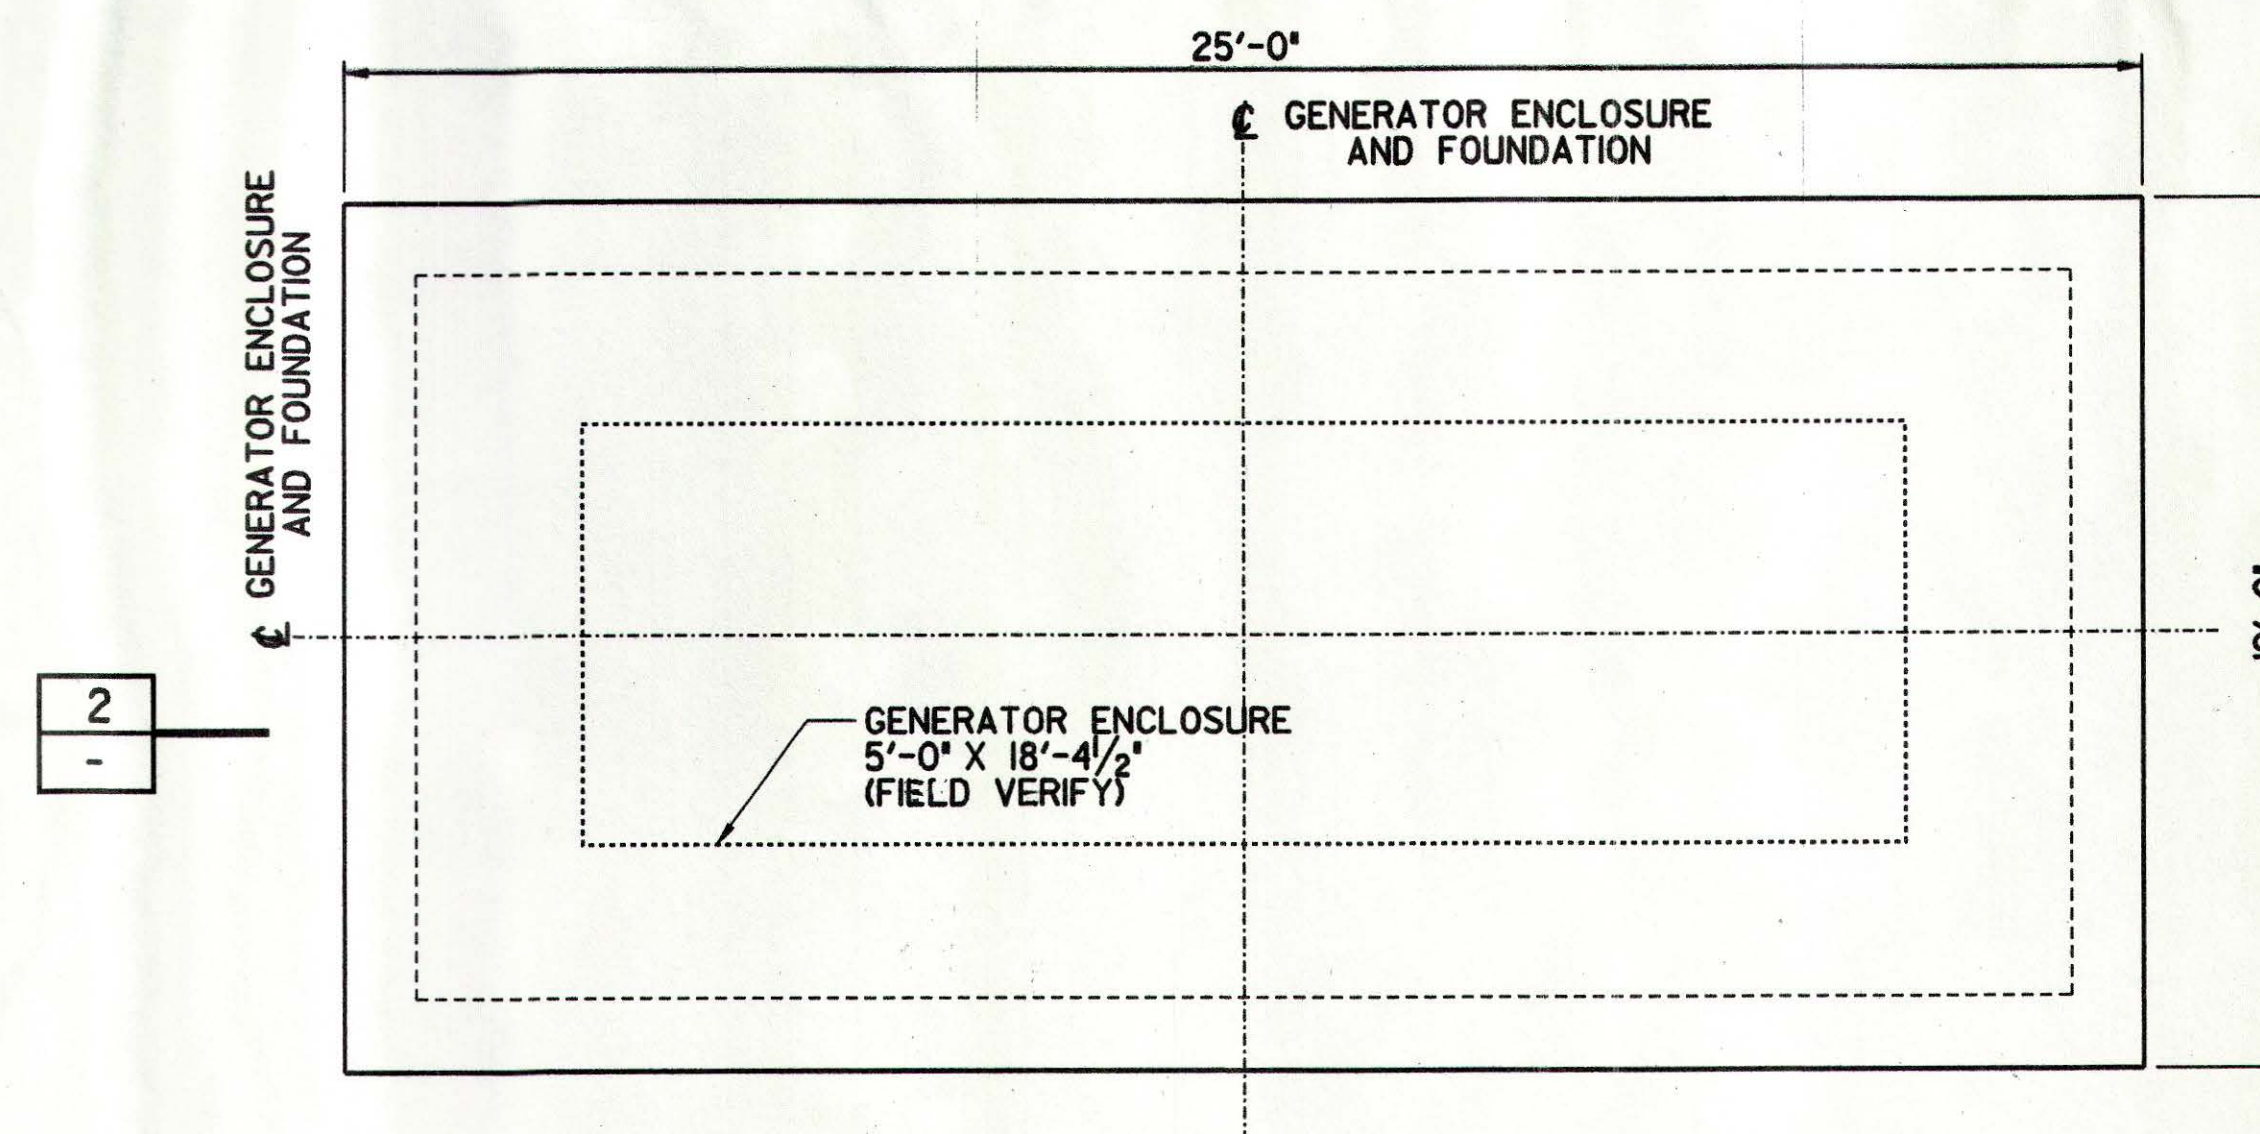 25'-0"
℄ GENERATOR ENCLOSURE
AND FOUNDATION
℄ GENERATOR ENCLOSURE
AND FOUNDATION
2
-
GENERATOR ENCLOSURE
5'-0" X 18'-4½"
(FIELD VERIFY)